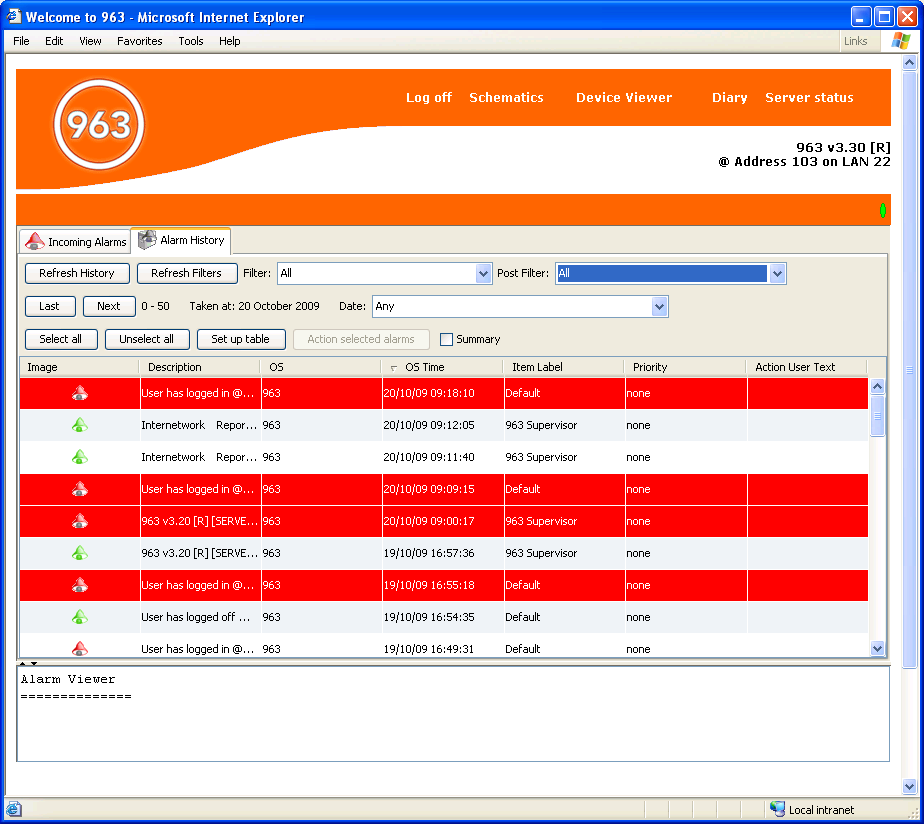 Welcome to 963 - Microsoft Internet Explorer
File Edit View Favorites Tools Help Links
963
Log off Schematics Device Viewer Diary Server status
963 v3.30 [R]
@ Address 103 on LAN 22
Incoming Alarms Alarm History
Refresh History Refresh Filters Filter: All Post Filter: All
Last Next 0 - 50 Taken at: 20 October 2009 Date: Any
Select all Unselect all Set up table Action selected alarms Summary
Image Description OS OS Time Item Label Priority Action User Text
User has logged in @... 963 20/10/09 09:18:10 Default none
Internetwork Repor... 963 20/10/09 09:12:05 963 Supervisor none
Internetwork Repor... 963 20/10/09 09:11:40 963 Supervisor none
User has logged in @... 963 20/10/09 09:09:15 Default none
963 v3.20 [R] [SERVE... 963 20/10/09 09:00:17 963 Supervisor none
963 v3.20 [R] [SERVE... 963 19/10/09 16:57:36 963 Supervisor none
User has logged in @... 963 19/10/09 16:55:18 Default none
User has logged off ... 963 19/10/09 16:54:35 Default none
User has logged in @... 963 19/10/09 16:49:31 Default none
Alarm Viewer
==============
Local intranet